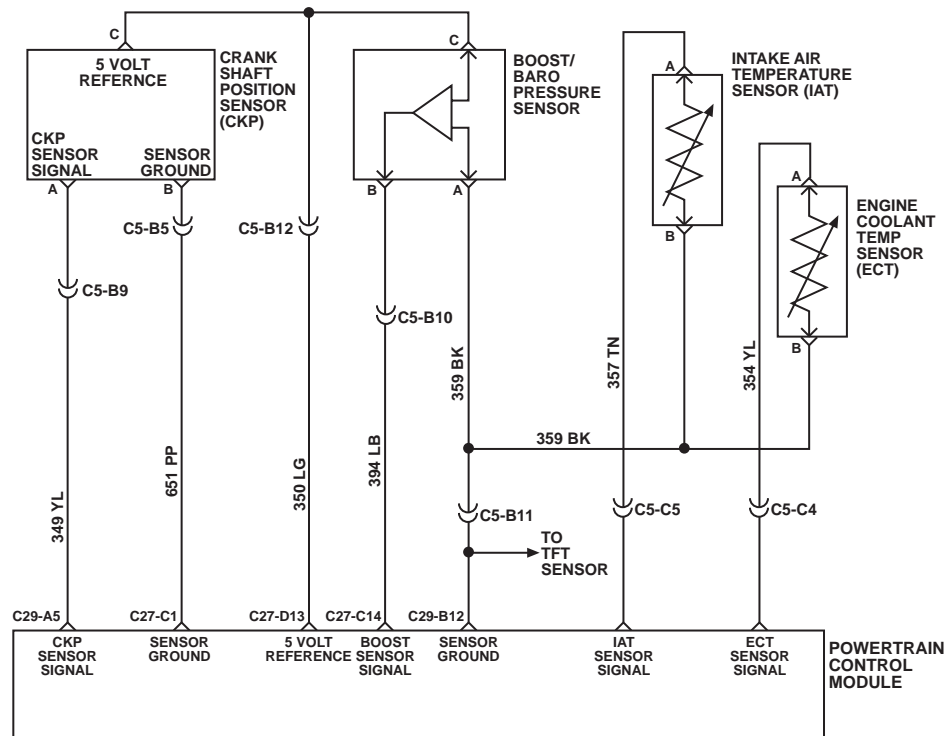 C
5 VOLT
REFERNCE
CRANK
SHAFT
POSITION
SENSOR
(CKP)
CKP
SENSOR
SIGNAL
SENSOR
GROUND
A
B
C
BOOST/
BARO
PRESSURE
SENSOR
B
A
A
INTAKE AIR
TEMPERATURE
SENSOR (IAT)
B
A
ENGINE
COOLANT
TEMP
SENSOR
(ECT)
B
C5-B5
C5-B12
C5-B9
C5-B10
359 BK
357 TN
354 YL
359 BK
349 YL
651 PP
350 LG
394 LB
C5-B11
C5-C5
C5-C4
TO
TFT
SENSOR
C29-A5
C27-C1
C27-D13
C27-C14
C29-B12
CKP
SENSOR
SIGNAL
SENSOR
GROUND
5 VOLT
REFERENCE
BOOST
SENSOR
SIGNAL
SENSOR
GROUND
IAT
SENSOR
SIGNAL
ECT
SENSOR
SIGNAL
POWERTRAIN
CONTROL
MODULE